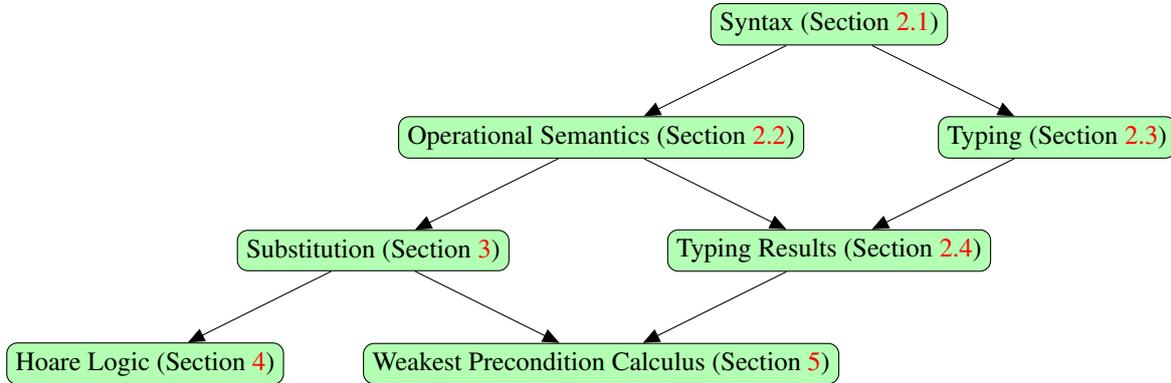 Syntax (Section 2.1)
Operational Semantics (Section 2.2)
Typing (Section 2.3)
Substitution (Section 3)
Typing Results (Section 2.4)
Hoare Logic (Section 4)
Weakest Precondition Calculus (Section 5)